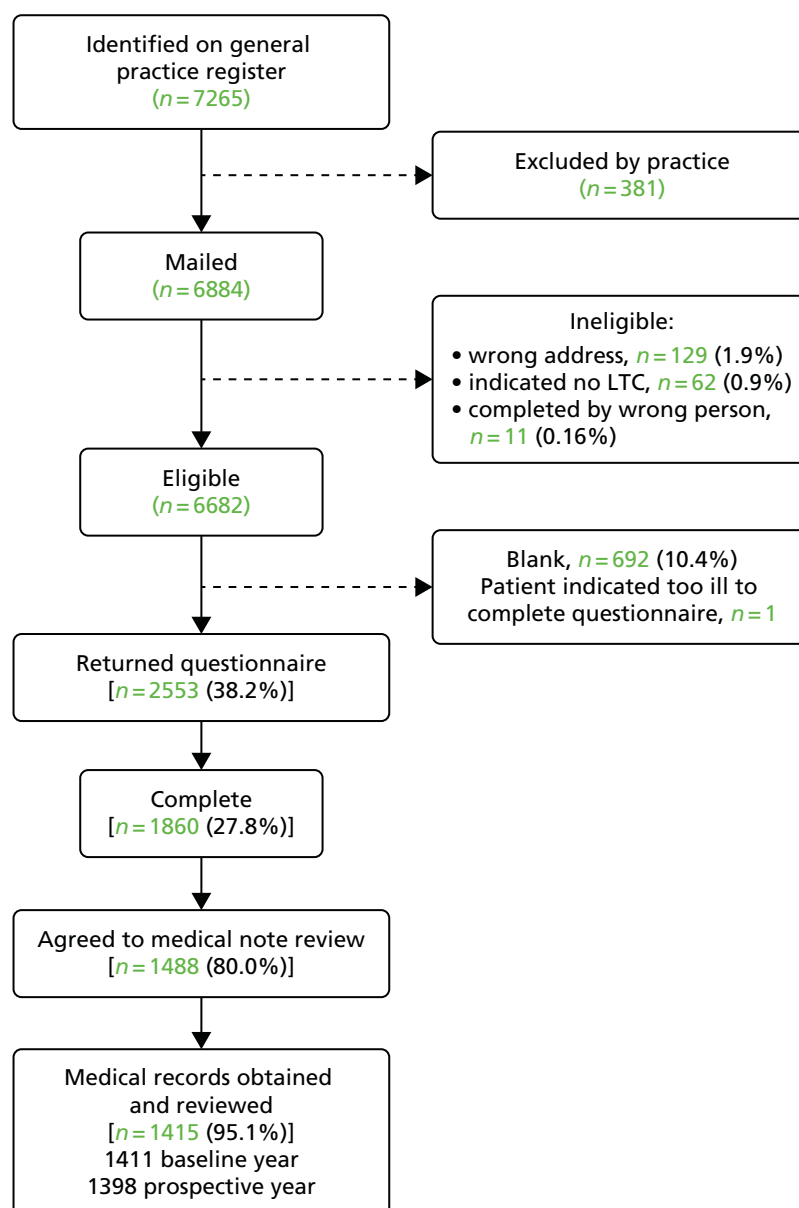 Identified on general
practice register
(n = 7265)
Excluded by practice
(n = 381)
Mailed
(n = 6884)
Ineligible:
• wrong address, n = 129 (1.9%)
• indicated no LTC, n = 62 (0.9%)
• completed by wrong person,
n = 11 (0.16%)
Eligible
(n = 6682)
Blank, n = 692 (10.4%)
Patient indicated too ill to
complete questionnaire, n = 1
Returned questionnaire
[n = 2553 (38.2%)]
Complete
[n = 1860 (27.8%)]
Agreed to medical note review
[n = 1488 (80.0%)]
Medical records obtained
and reviewed
[n = 1415 (95.1%)]
1411 baseline year
1398 prospective year